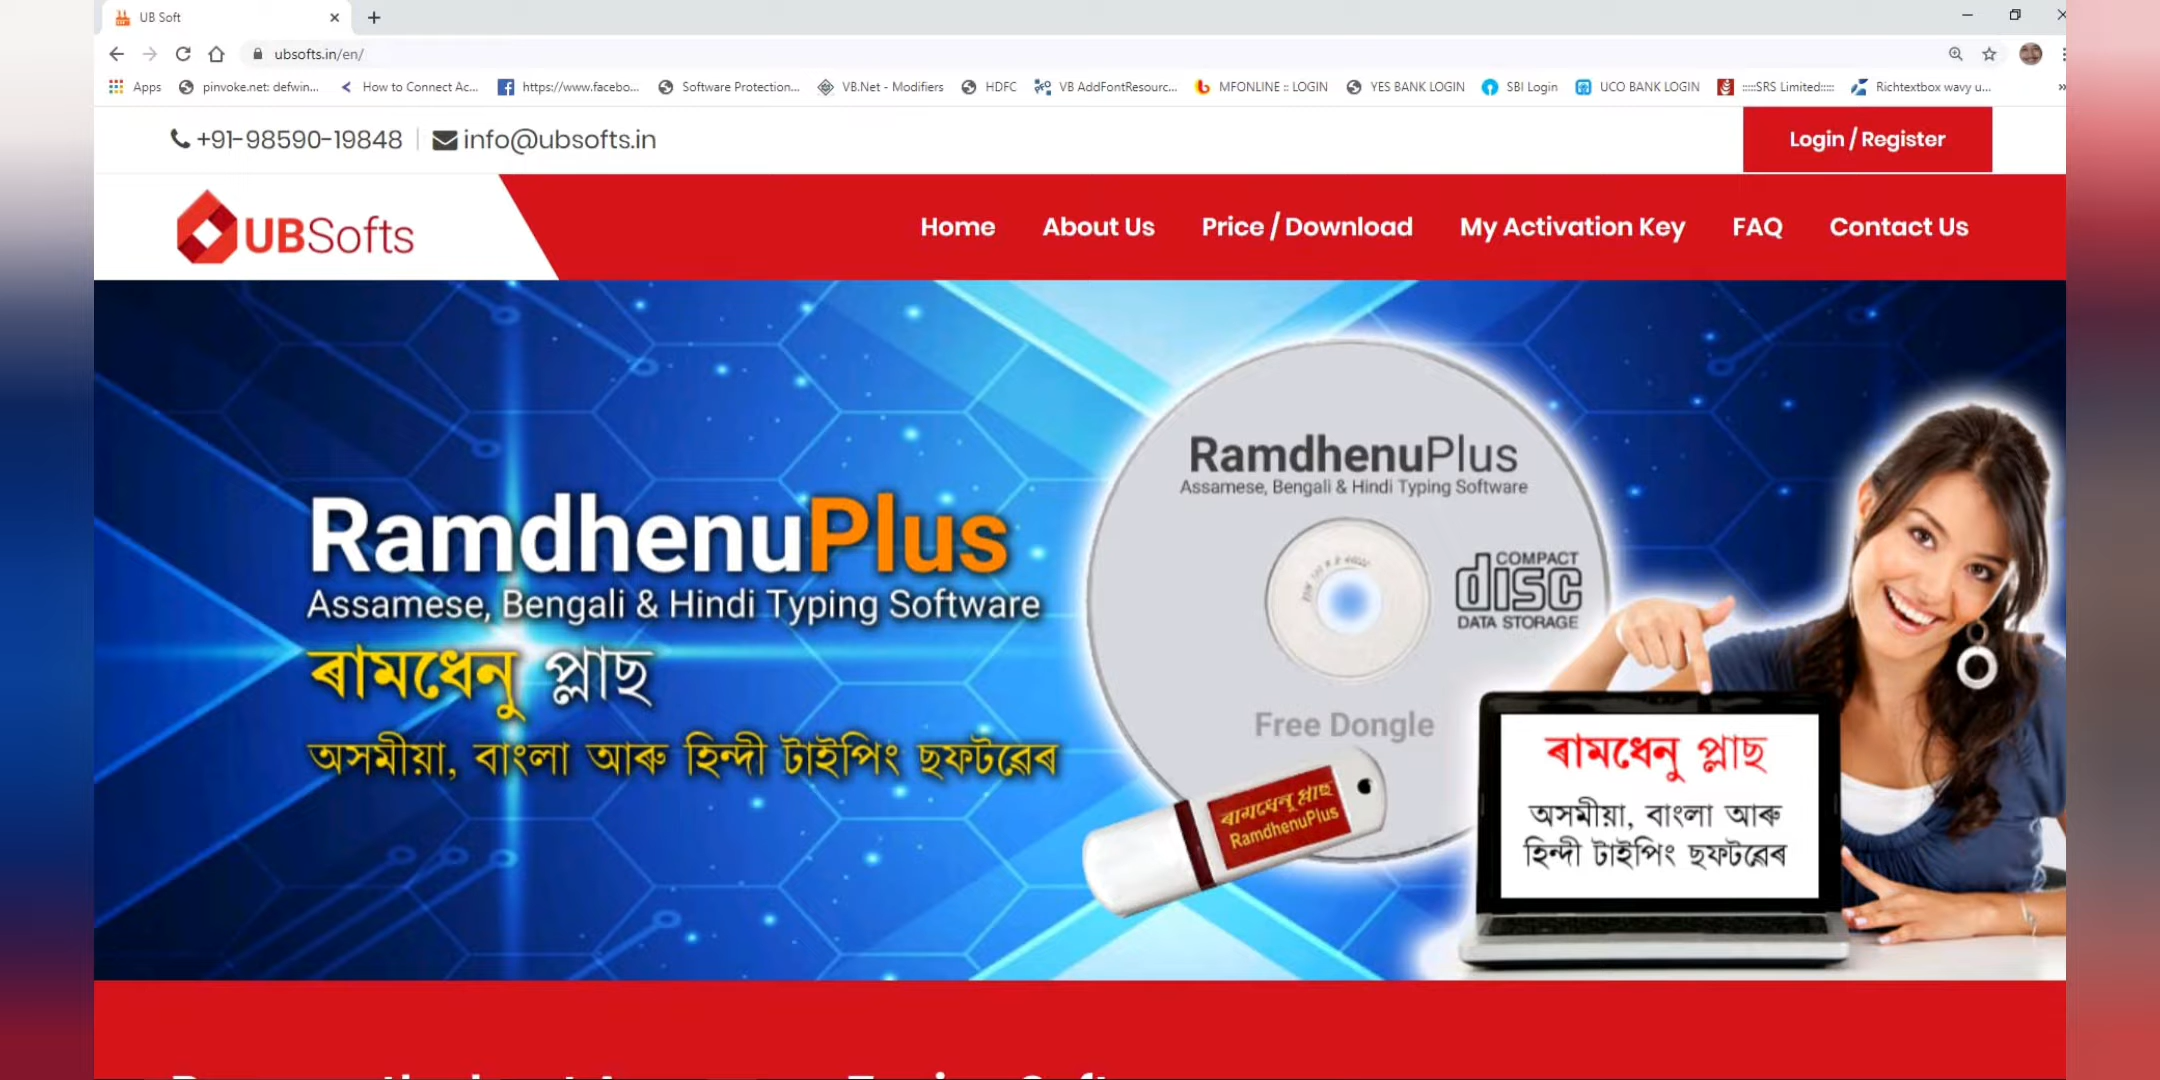 UB Soft
ubsofts.in/en/
Apps pinvoke.net: defwin... How to Connect Ac... https://www.facebo... Software Protection... VB.Net - Modifiers HDFC VB AddFontResourc... MFONLINE :: LOGIN YES BANK LOGIN SBI Login UCO BANK LOGIN :::::SRS Limited::::: Richtextbox wavy u... »
+91-98590-19848 | info@ubsofts.in
Login / Register
UBSofts
Home About Us Price / Download My Activation Key FAQ Contact Us
RamdhenuPlus
Assamese, Bengali & Hindi Typing Software
ৰামধেনু প্লাছ
অসমীয়া, বাংলা আৰু হিন্দী টাইপিং ছফটৱেৰ
RamdhenuPlus
Assamese, Bengali & Hindi Typing Software
COMPACT
disc
DATA STORAGE
Free Dongle
ৰামধেনু প্লাছ
RamdhenuPlus
ৰামধেনু প্লাছ
অসমীয়া, বাংলা আৰু
হিন্দী টাইপিং ছফটৱেৰ